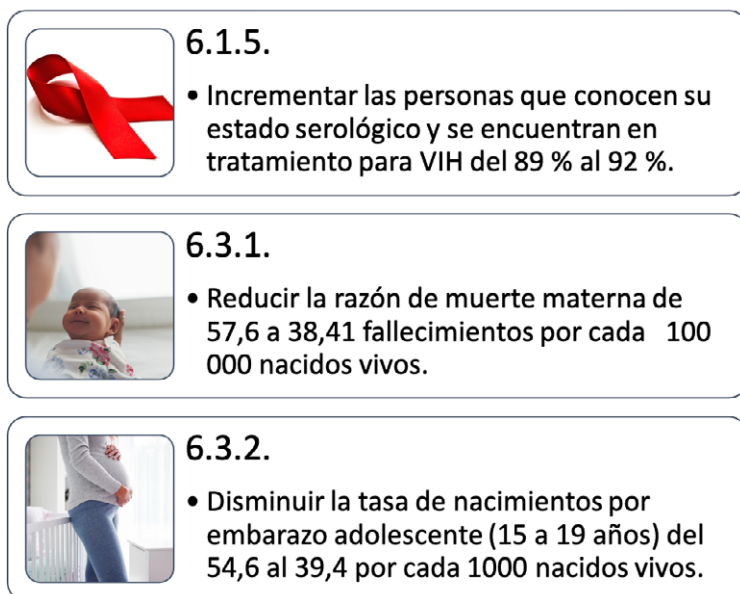 6.1.5.
• Incrementar las personas que conocen su
estado serológico y se encuentran en
tratamiento para VIH del 89 % al 92 %.
6.3.1.
• Reducir la razón de muerte materna de
57,6 a 38,41 fallecimientos por cada 100
000 nacidos vivos.
6.3.2.
• Disminuir la tasa de nacimientos por
embarazo adolescente (15 a 19 años) del
54,6 al 39,4 por cada 1000 nacidos vivos.